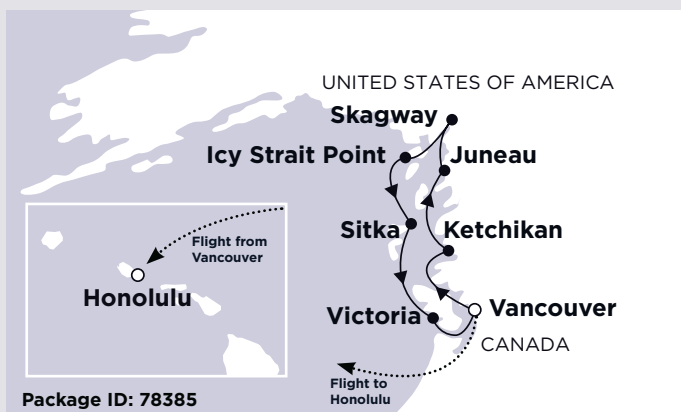 UNITED STATES OF AMERICA
Skagway
Icy Strait Point
Juneau
Sitka
Ketchikan
Flight from
Vancouver
Honolulu
Victoria
Vancouver
CANADA
Flight to
Honolulu
Package ID: 78385